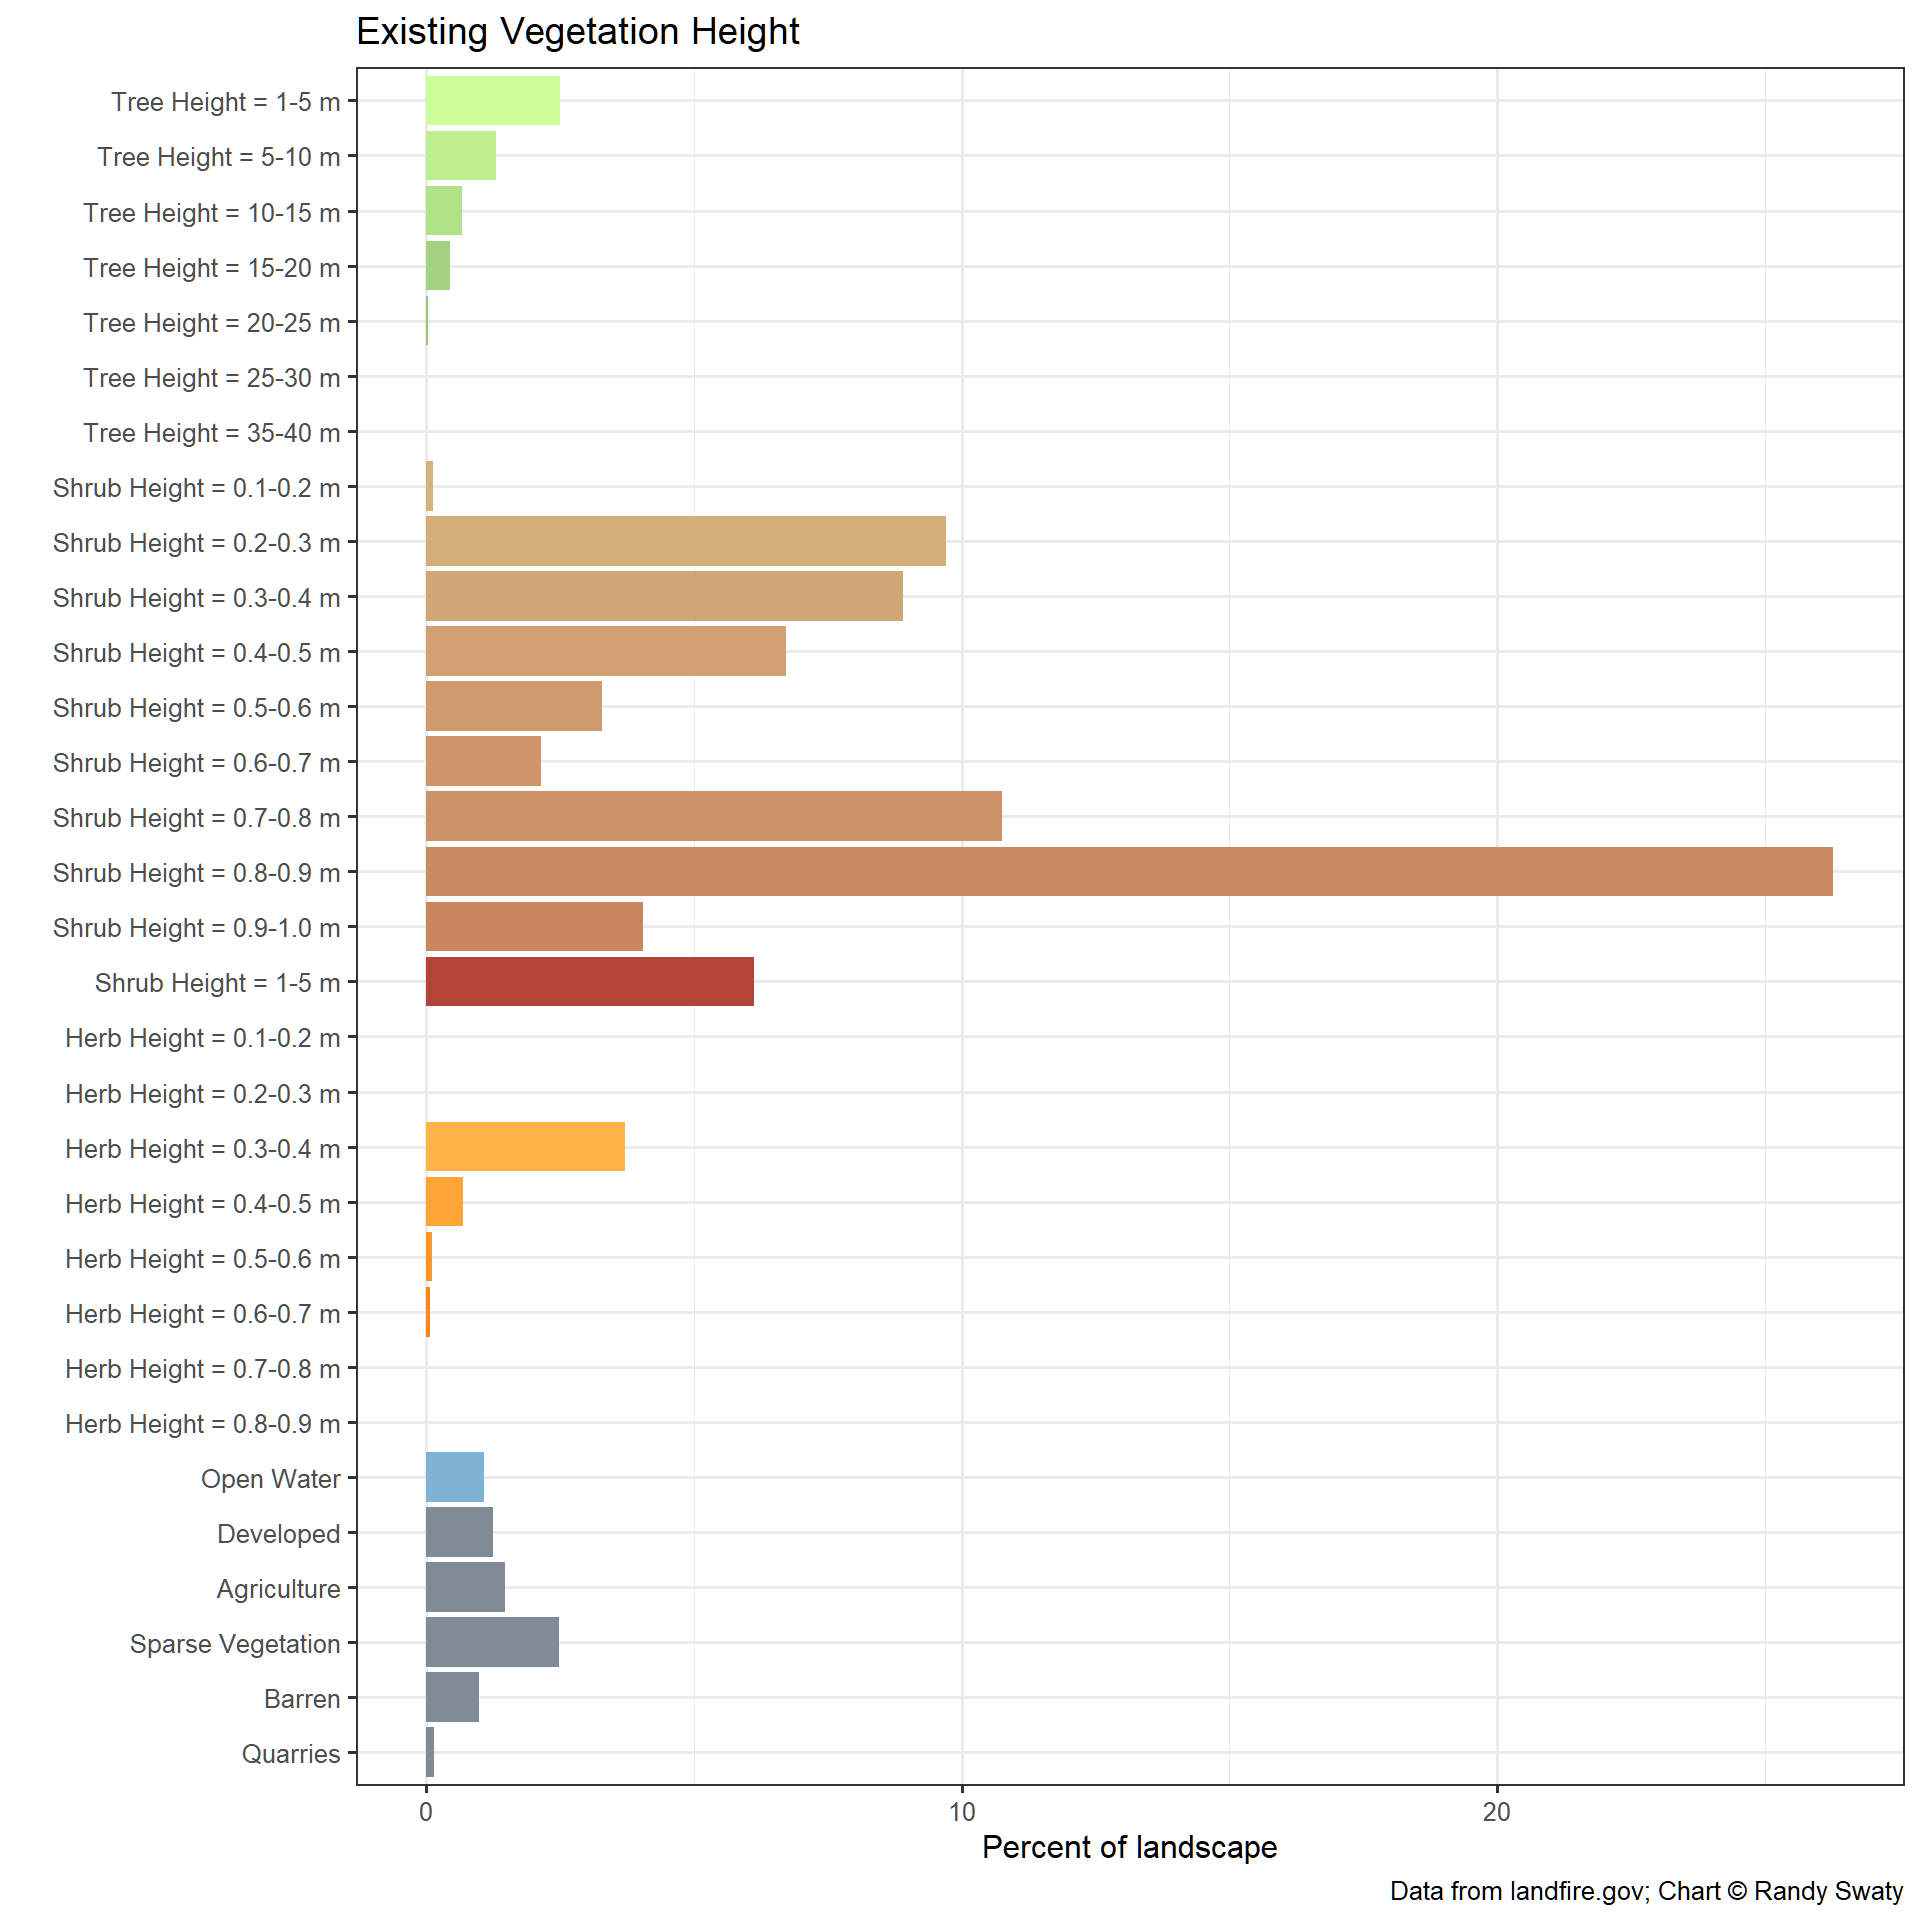 Existing Vegetation Height
Tree Height = 1-5 m
Tree Height = 5-10 m
Tree Height = 10-15 m
Tree Height = 15-20 m
Tree Height = 20-25 m
Tree Height = 25-30 m
Tree Height = 35-40 m
Shrub Height = 0.1-0.2 m
Shrub Height = 0.2-0.3 m
Shrub Height = 0.3-0.4 m
Shrub Height = 0.4-0.5 m
Shrub Height = 0.5-0.6 m
Shrub Height = 0.6-0.7 m
Shrub Height = 0.7-0.8 m
Shrub Height = 0.8-0.9 m
Shrub Height = 0.9-1.0 m
Shrub Height = 1-5 m
Herb Height = 0.1-0.2 m
Herb Height = 0.2-0.3 m
Herb Height = 0.3-0.4 m
Herb Height = 0.4-0.5 m
Herb Height = 0.5-0.6 m
Herb Height = 0.6-0.7 m
Herb Height = 0.7-0.8 m
Herb Height = 0.8-0.9 m
Open Water
Developed
Agriculture
Sparse Vegetation
Barren
Quarries
0 10 20
Percent of landscape
Data from landfire.gov; Chart © Randy Swaty